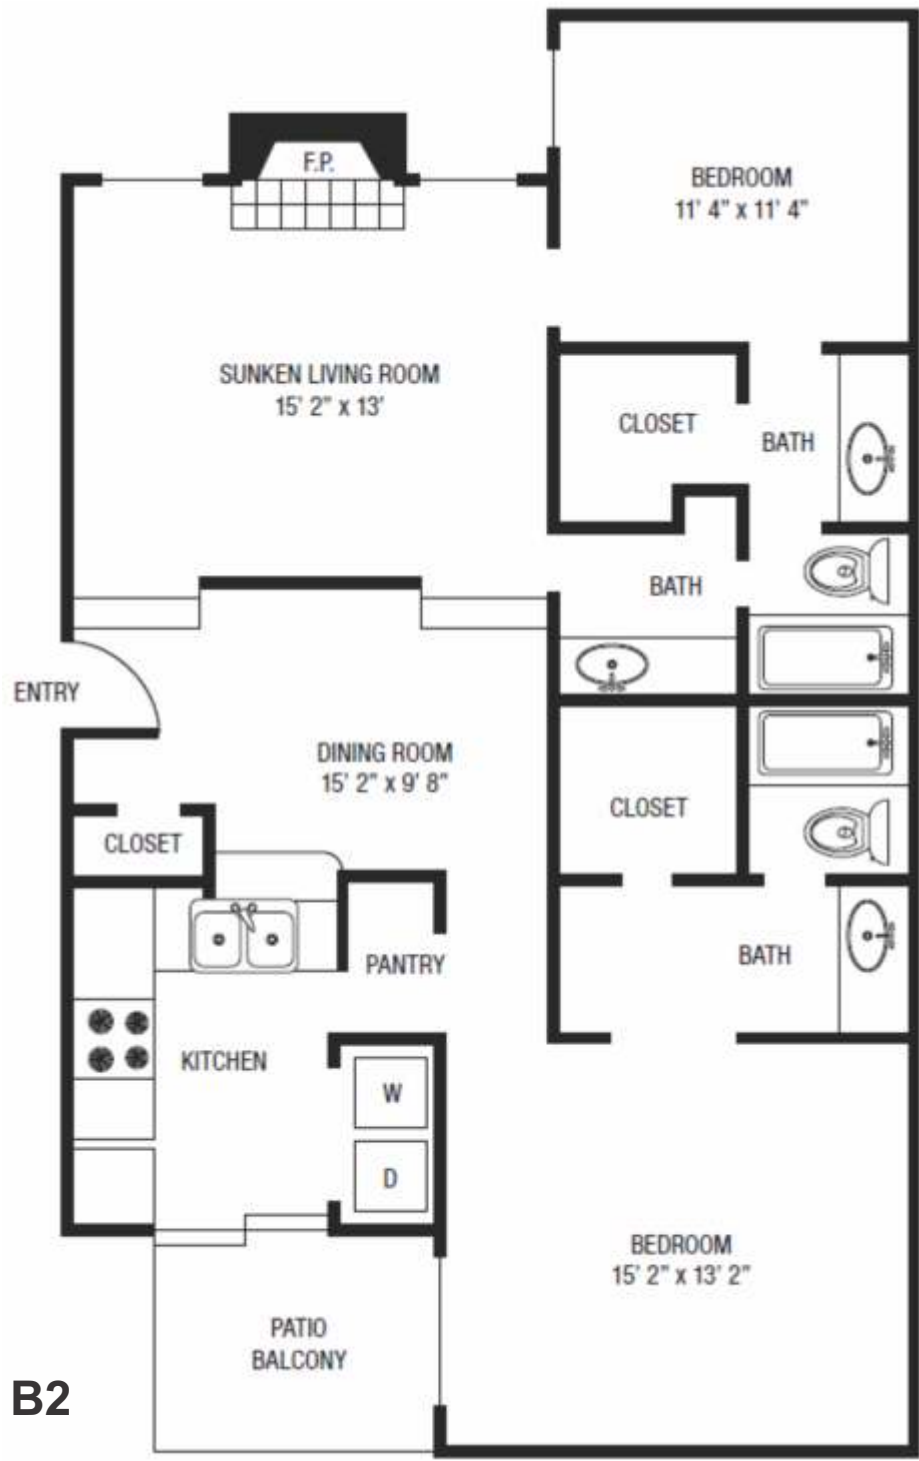 F.P.
BEDROOM
11' 4" x 11' 4"
SUNKEN LIVING ROOM
15' 2" x 13'
CLOSET
BATH
BATH
ENTRY
DINING ROOM
15' 2" x 9' 8"
CLOSET
CLOSET
PANTRY
BATH
KITCHEN
W
D
BEDROOM
15' 2" x 13' 2"
PATIO
BALCONY
B2